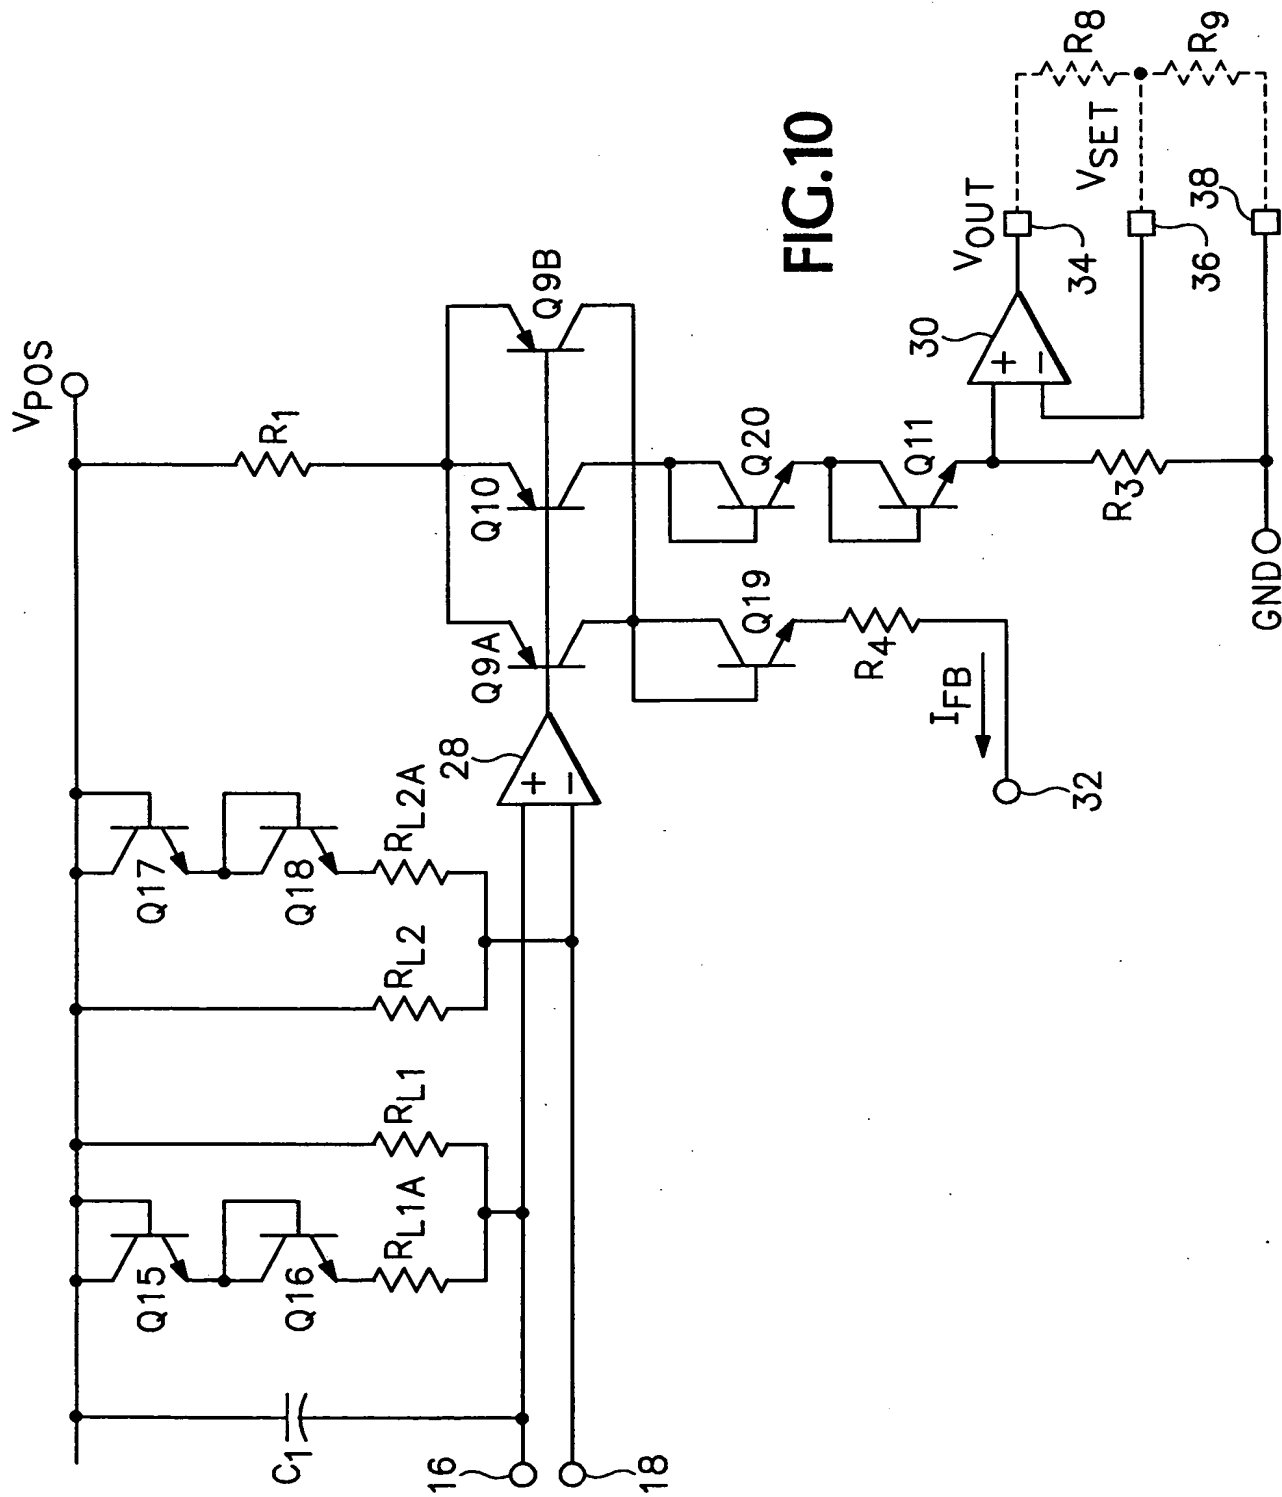 VPOS
R1
Q17
Q18
RL2A
RL2
RL1
RL1A
Q15
Q16
C1
16
18
28
+
−
Q9A
Q10
Q9B
Q19
R4
IFB
32
Q20
Q11
R3
GND
30
+
−
VOUT
34
VSET
36
38
R8
R9
FIG.10